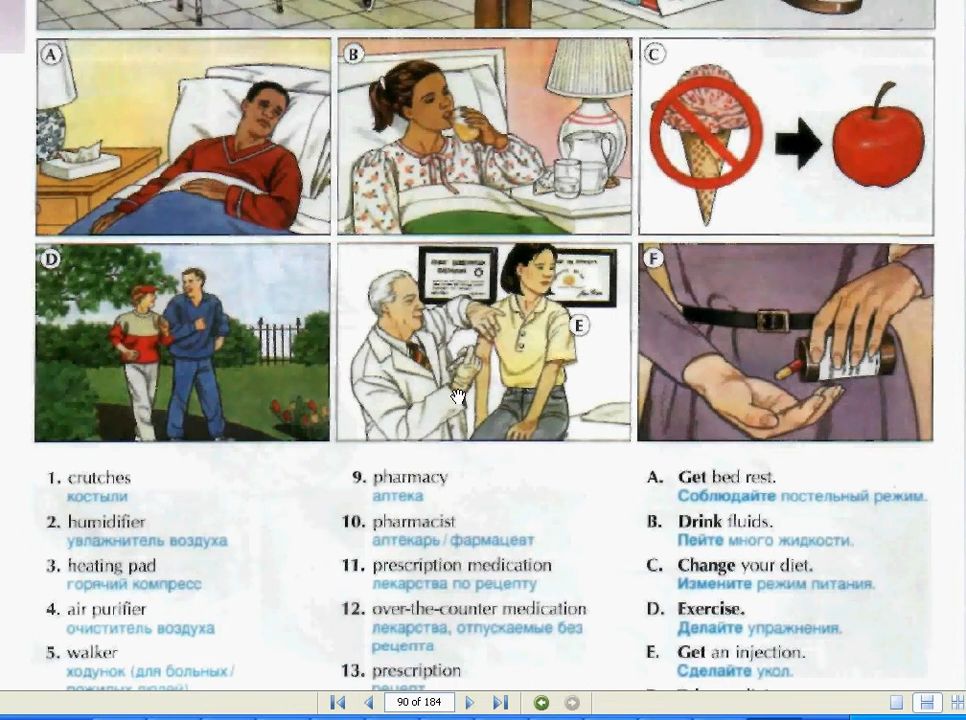 A
B
C
D
E
F
1. crutches
костыли
2. humidifier
увлажнитель воздуха
3. heating pad
горячий компресс
4. air purifier
очиститель воздуха
5. walker
ходунок (для больных/
пожилых людей)
9. pharmacy
аптека
10. pharmacist
аптекарь/фармацевт
11. prescription medication
лекарства по рецепту
12. over-the-counter medication
лекарства, отпускаемые без
рецепта
13. prescription
рецепт
A. Get bed rest.
Соблюдайте постельный режим.
B. Drink fluids.
Пейте много жидкости.
C. Change your diet.
Измените режим питания.
D. Exercise.
Делайте упражнения.
E. Get an injection.
Сделайте укол.
90 of 184